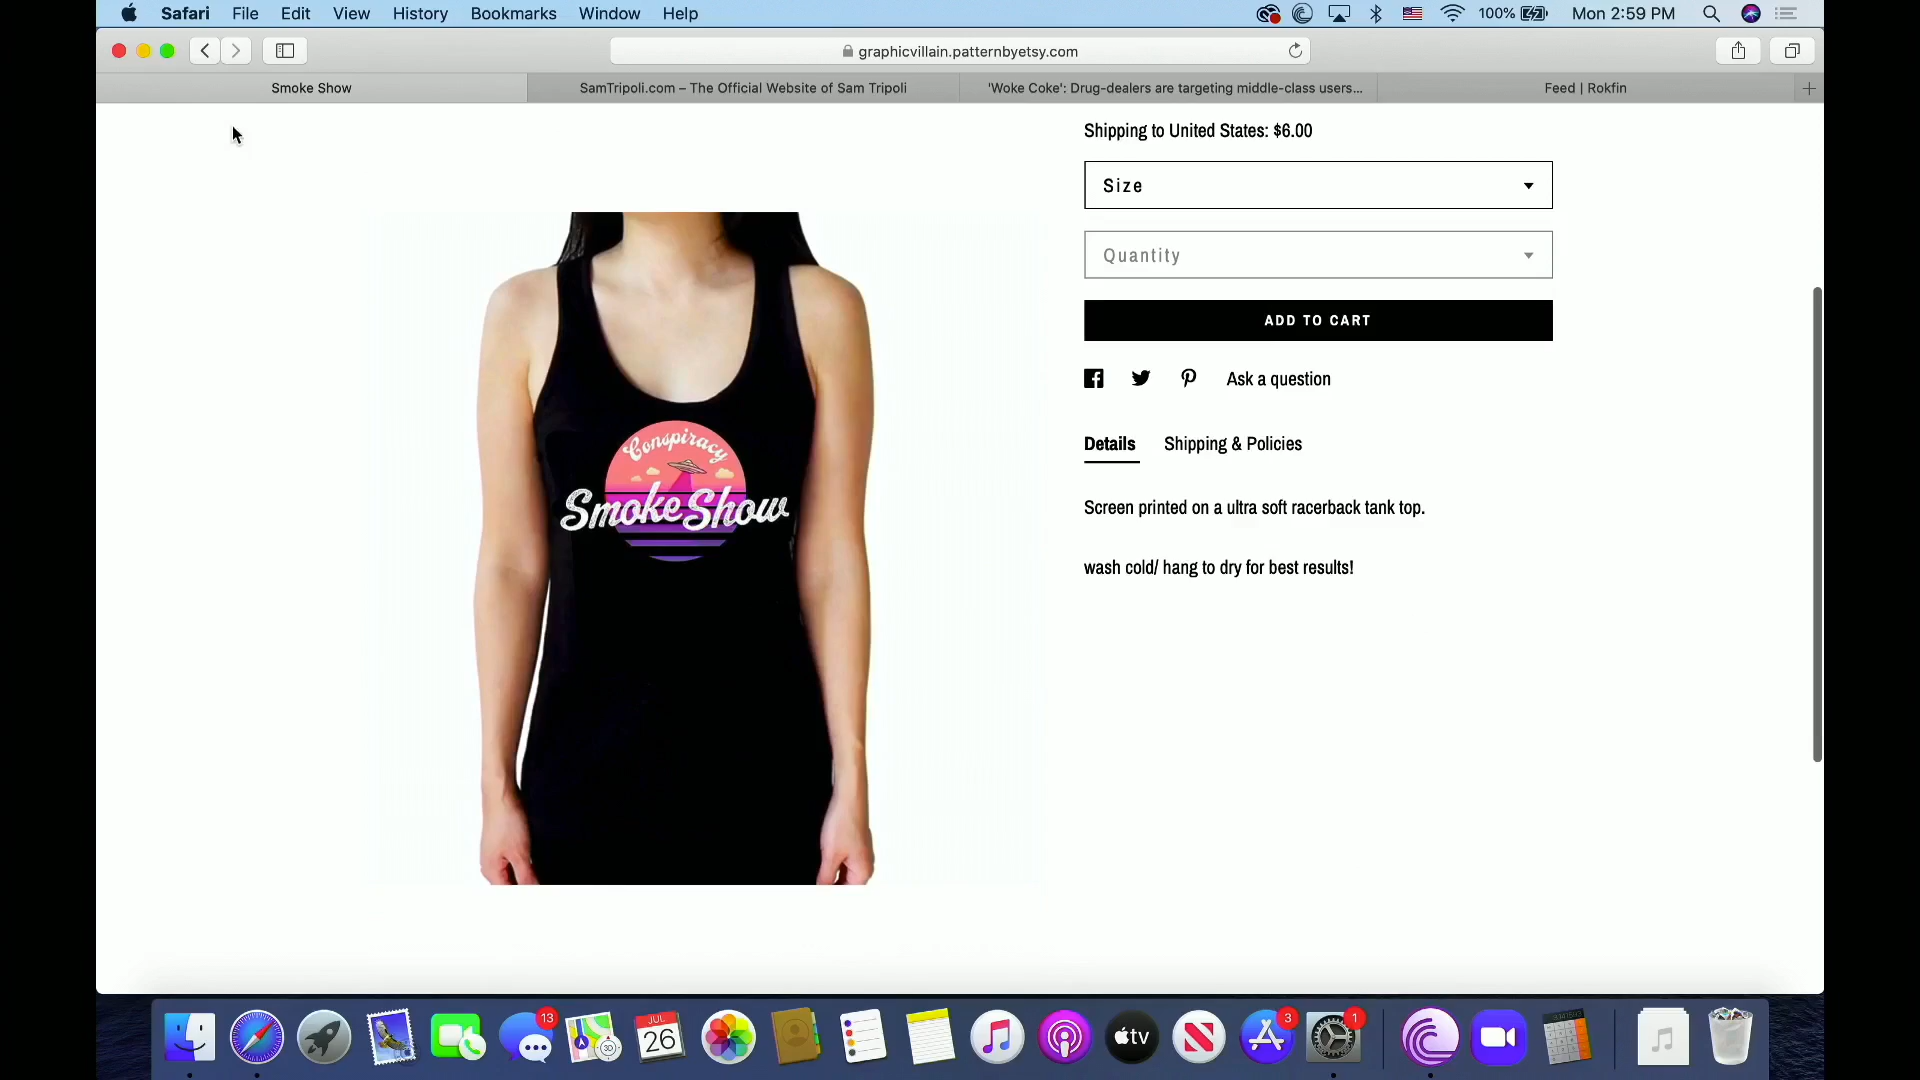 Safari File Edit View History Bookmarks Window Help 100% Mon 2:59 PM
graphicvillain.patternbyetsy.com
Smoke Show
SamTripoli.com – The Official Website of Sam Tripoli
'Woke Coke': Drug-dealers are targeting middle-class users...
Feed | Rokfin
Shipping to United States: $6.00
Size
Quantity
ADD TO CART
Ask a question
Details Shipping & Policies
Screen printed on a ultra soft racerback tank top.
wash cold/ hang to dry for best results!
Conspiracy
Smoke Show
13
JUL
26
tv
3
1